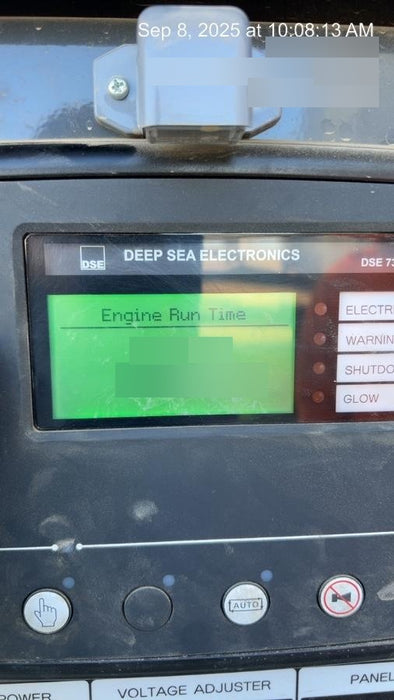 Sep 8, 2025 at 10:08:13 AM
DSE
DEEP SEA ELECTRONICS
DSE 73
Engine Run Time
ELECTRI
WARNIN
SHUTDO
GLOW
AUTO
POWER
VOLTAGE ADJUSTER
PANEL